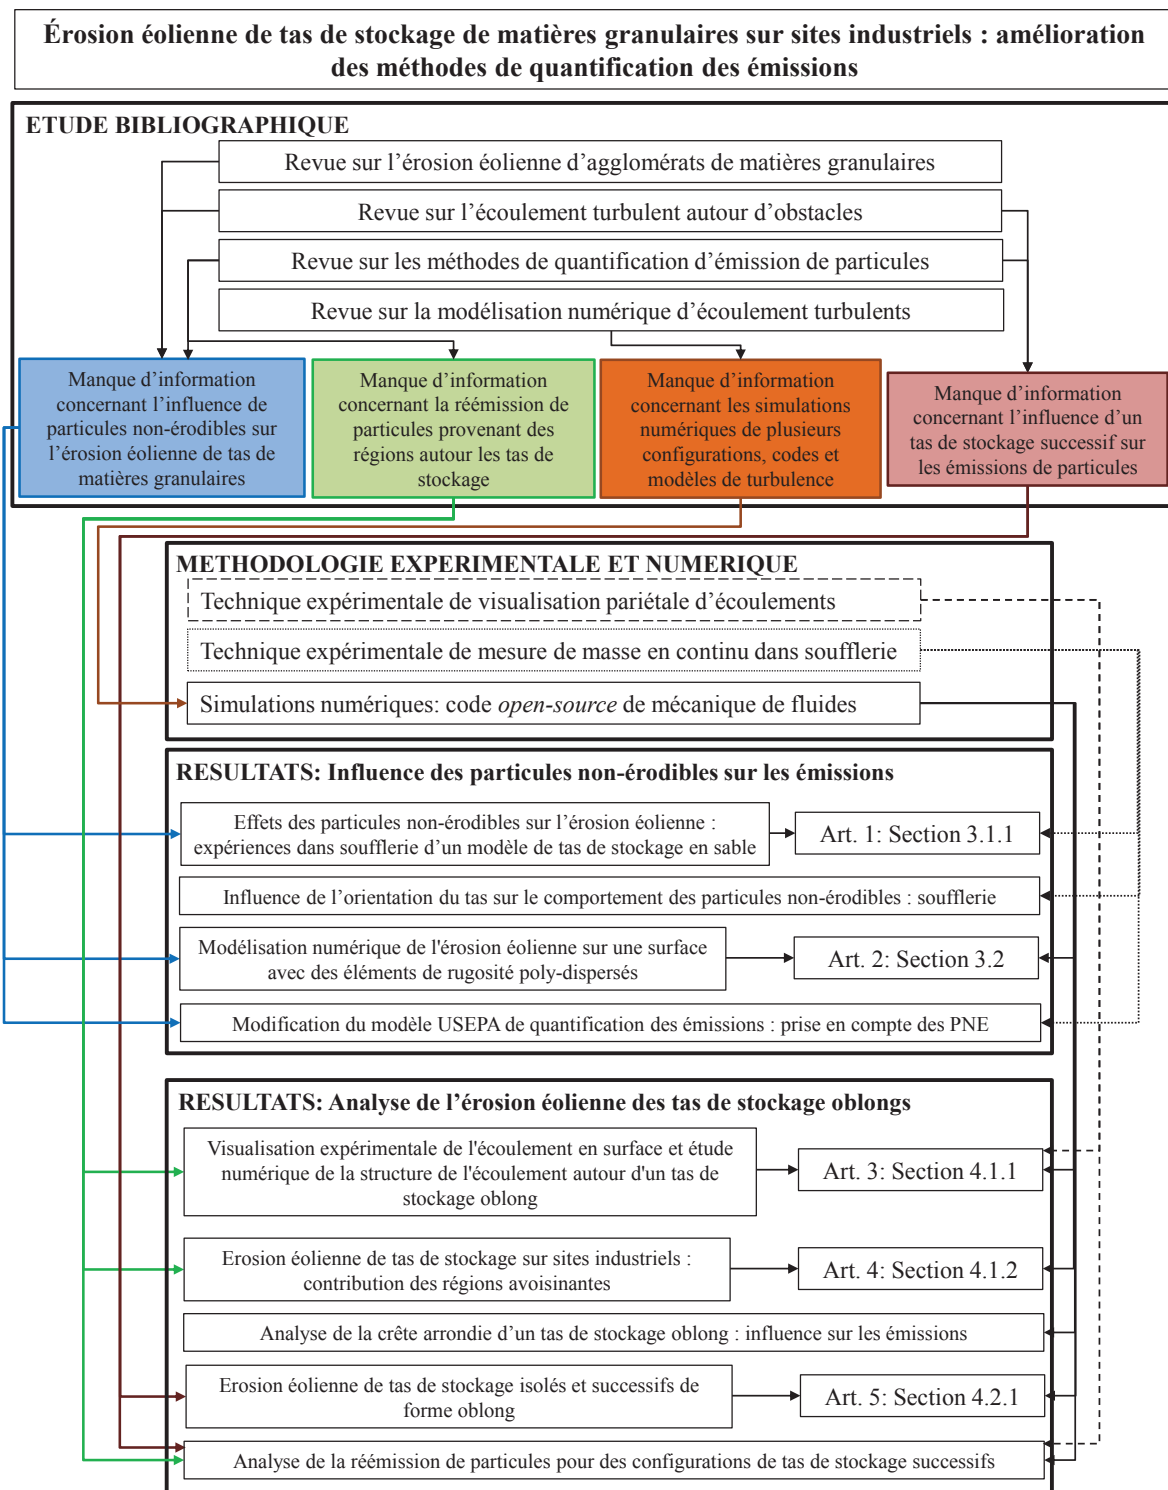 Érosion éolienne de tas de stockage de matières granulaires sur sites industriels : amélioration
des méthodes de quantification des émissions
ETUDE BIBLIOGRAPHIQUE
Revue sur l’érosion éolienne d’agglomérats de matières granulaires
Revue sur l’écoulement turbulent autour d’obstacles
Revue sur les méthodes de quantification d’émission de particules
Revue sur la modélisation numérique d’écoulement turbulents
Manque d’information
concernant l’influence de
particules non-érodibles sur
l’érosion éolienne de tas de
matières granulaires
Manque d’information
concernant la réémission de
particules provenant des
régions autour les tas de
stockage
Manque d’information
concernant les simulations
numériques de plusieurs
configurations, codes et
modèles de turbulence
Manque d’information
concernant l’influence d’un
tas de stockage successif sur
les émissions de particules
METHODOLOGIE EXPERIMENTALE ET NUMERIQUE
Technique expérimentale de visualisation pariétale d’écoulements
Technique expérimentale de mesure de masse en continu dans soufflerie
Simulations numériques: code open-source de mécanique de fluides
RESULTATS: Influence des particules non-érodibles sur les émissions
Effets des particules non-érodibles sur l’érosion éolienne :
expériences dans soufflerie d’un modèle de tas de stockage en sable
Art. 1: Section 3.1.1
Influence de l’orientation du tas sur le comportement des particules non-érodibles : soufflerie
Modélisation numérique de l'érosion éolienne sur une surface
avec des éléments de rugosité poly-dispersés
Art. 2: Section 3.2
Modification du modèle USEPA de quantification des émissions : prise en compte des PNE
RESULTATS: Analyse de l’érosion éolienne des tas de stockage oblongs
Visualisation expérimentale de l'écoulement en surface et étude
numérique de la structure de l'écoulement autour d'un tas de
stockage oblong
Art. 3: Section 4.1.1
Erosion éolienne de tas de stockage sur sites industriels :
contribution des régions avoisinantes
Art. 4: Section 4.1.2
Analyse de la crête arrondie d’un tas de stockage oblong : influence sur les émissions
Erosion éolienne de tas de stockage isolés et successifs de
forme oblong
Art. 5: Section 4.2.1
Analyse de la réémission de particules pour des configurations de tas de stockage successifs